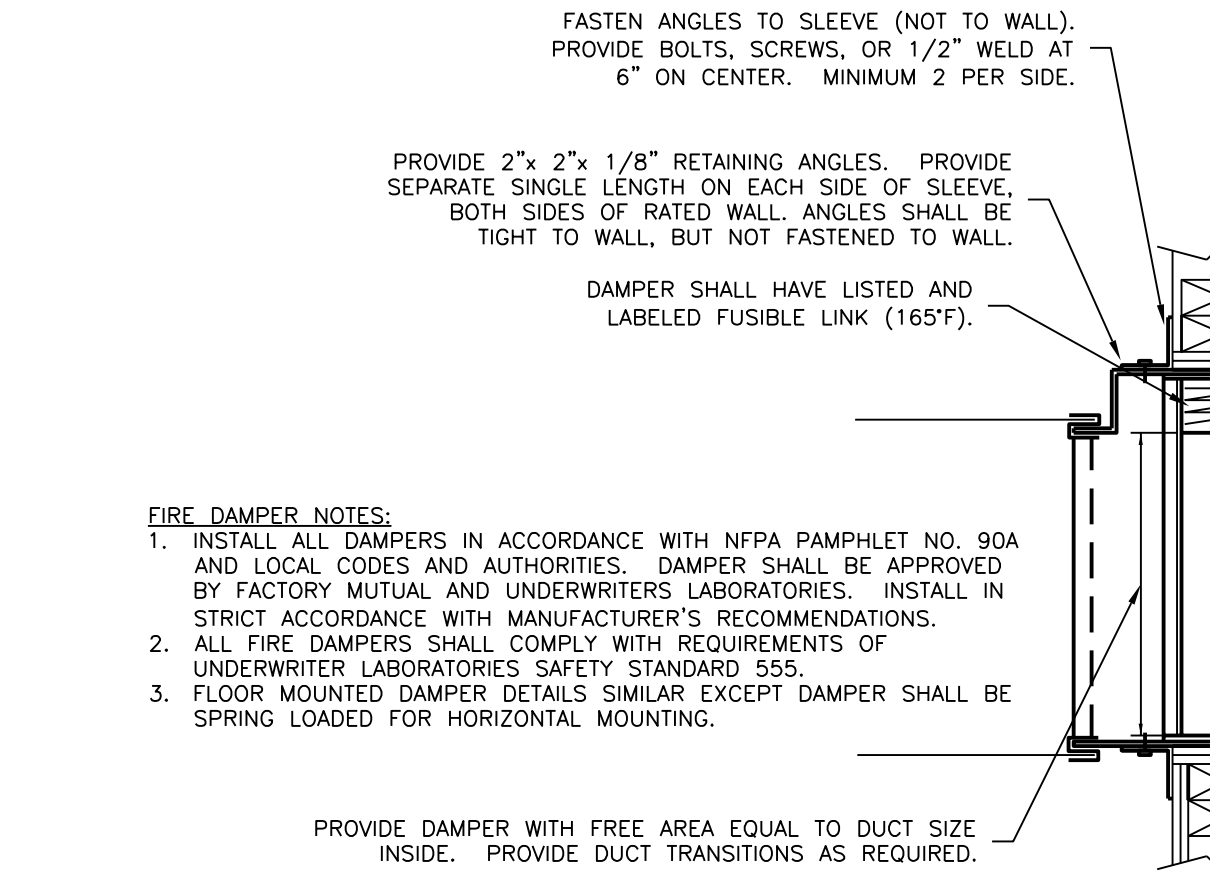 FASTEN ANGLES TO SLEEVE (NOT TO WALL).
PROVIDE BOLTS, SCREWS, OR 1/2" WELD AT
6" ON CENTER. MINIMUM 2 PER SIDE.
PROVIDE 2"x 2"x 1/8" RETAINING ANGLES. PROVIDE
SEPARATE SINGLE LENGTH ON EACH SIDE OF SLEEVE,
BOTH SIDES OF RATED WALL. ANGLES SHALL BE
TIGHT TO WALL, BUT NOT FASTENED TO WALL.
DAMPER SHALL HAVE LISTED AND
LABELED FUSIBLE LINK (165°F).
FIRE DAMPER NOTES:
1. INSTALL ALL DAMPERS IN ACCORDANCE WITH NFPA PAMPHLET NO. 90A
AND LOCAL CODES AND AUTHORITIES. DAMPER SHALL BE APPROVED
BY FACTORY MUTUAL AND UNDERWRITERS LABORATORIES. INSTALL IN
STRICT ACCORDANCE WITH MANUFACTURER'S RECOMMENDATIONS.
2. ALL FIRE DAMPERS SHALL COMPLY WITH REQUIREMENTS OF
UNDERWRITER LABORATORIES SAFETY STANDARD 555.
3. FLOOR MOUNTED DAMPER DETAILS SIMILAR EXCEPT DAMPER SHALL BE
SPRING LOADED FOR HORIZONTAL MOUNTING.
PROVIDE DAMPER WITH FREE AREA EQUAL TO DUCT SIZE
INSIDE. PROVIDE DUCT TRANSITIONS AS REQUIRED.